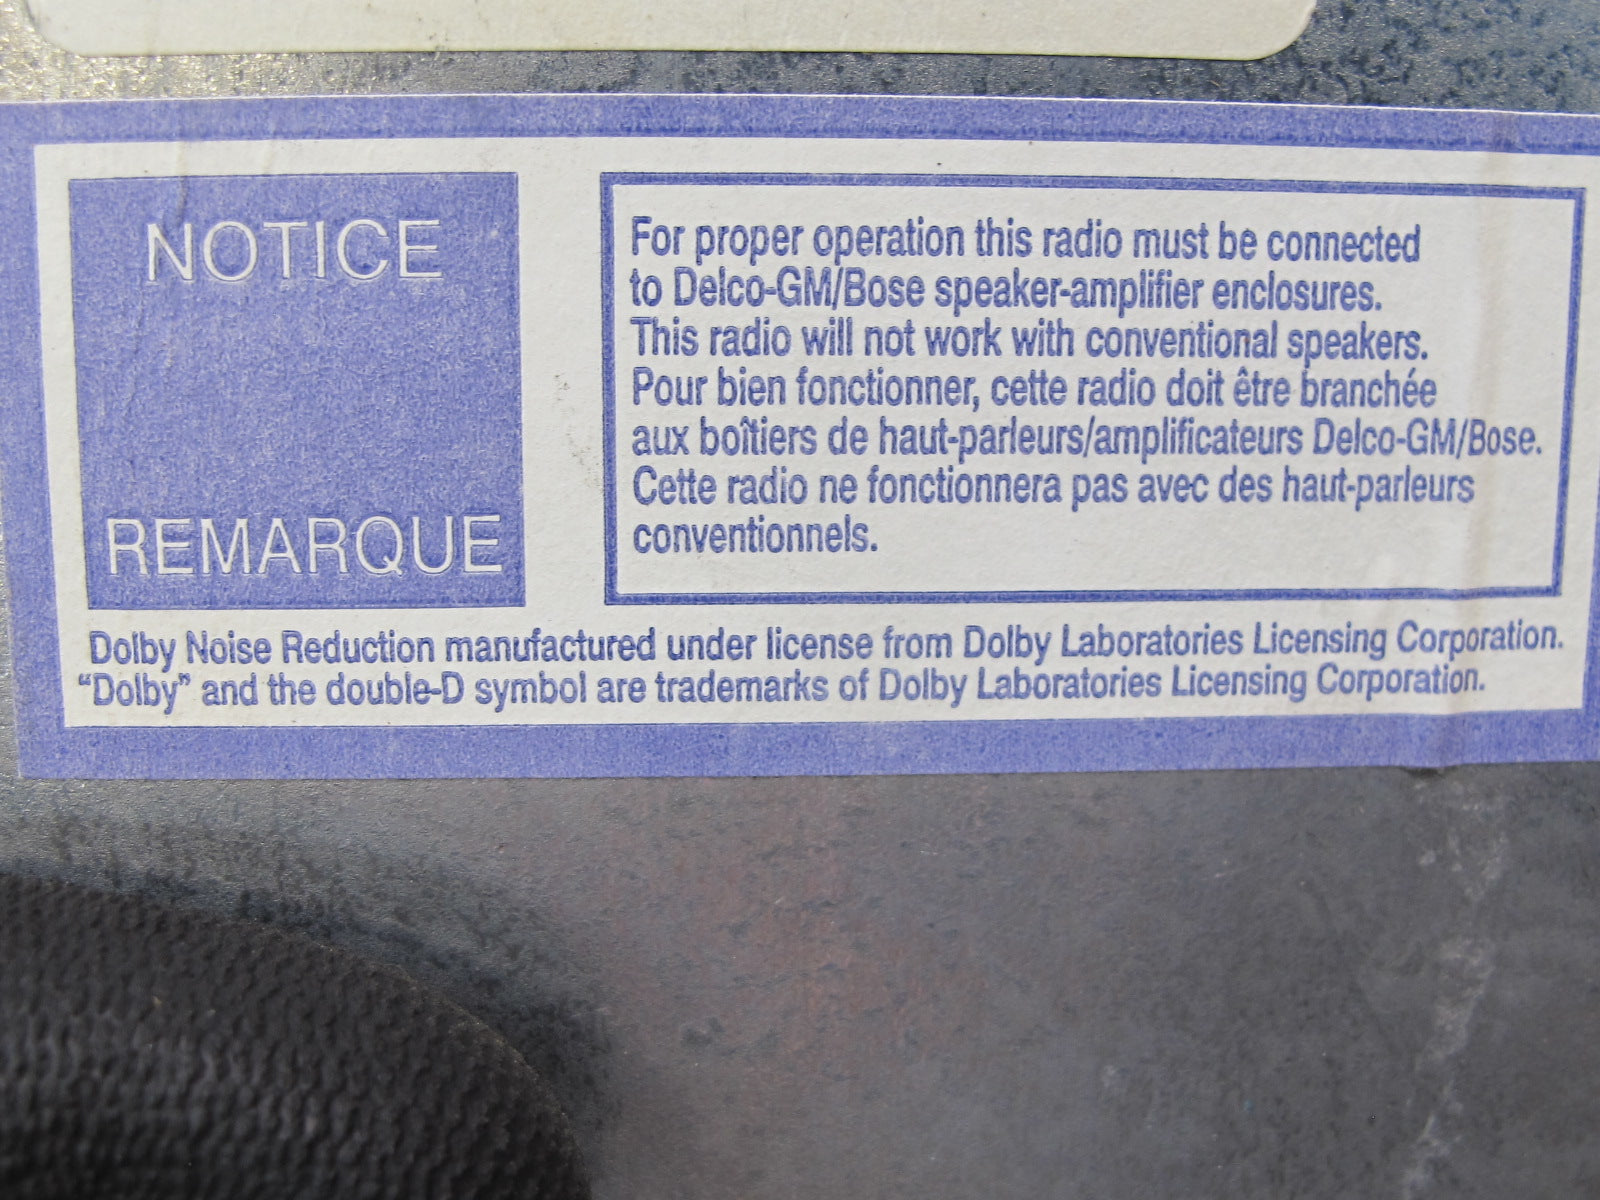 NOTICE
REMARQUE
For proper operation this radio must be connected
to Delco-GM/Bose speaker-amplifier enclosures.
This radio will not work with conventional speakers.
Pour bien fonctionner, cette radio doit être branchée
aux boîtiers de haut-parleurs/amplificateurs Delco-GM/Bose.
Cette radio ne fonctionnera pas avec des haut-parleurs
conventionnels.
Dolby Noise Reduction manufactured under license from Dolby Laboratories Licensing Corporation.
“Dolby” and the double-D symbol are trademarks of Dolby Laboratories Licensing Corporation.